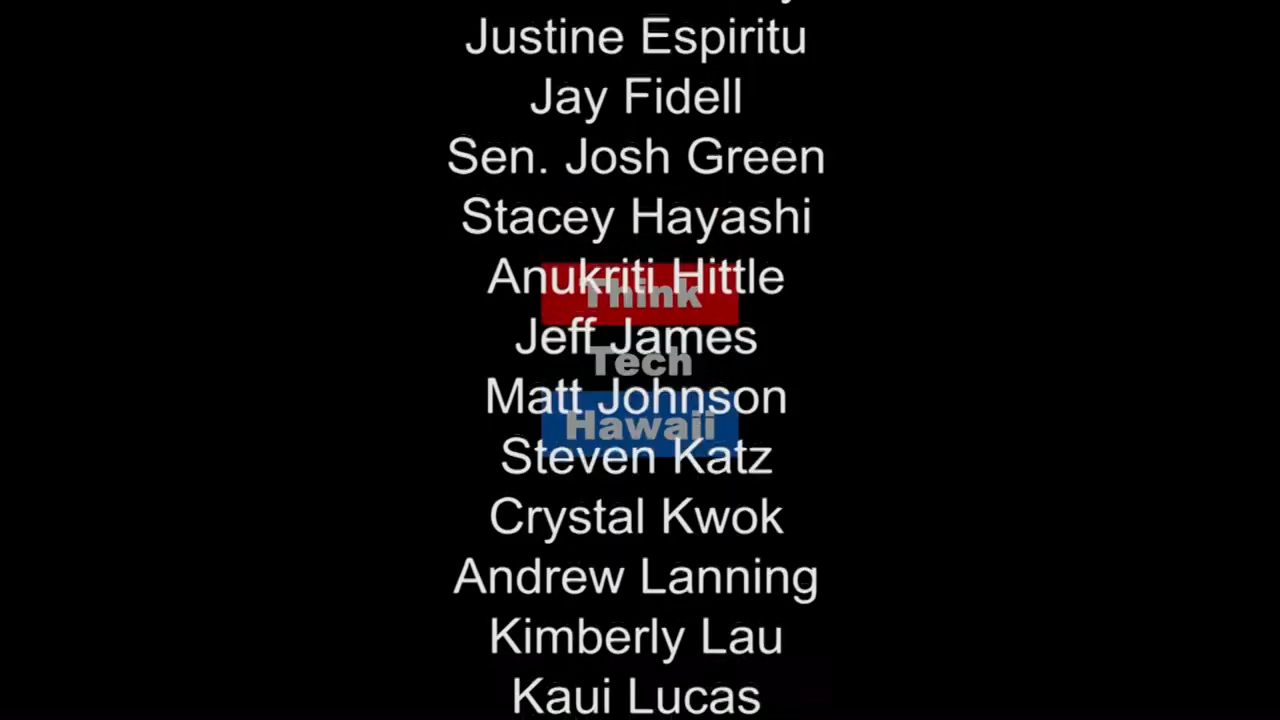 Justine Espiritu
Jay Fidell
Sen. Josh Green
Stacey Hayashi
Anukriti Hittle
Think
Jeff James
Tech
Matt Johnson
Hawaii
Steven Katz
Crystal Kwok
Andrew Lanning
Kimberly Lau
Kaui Lucas